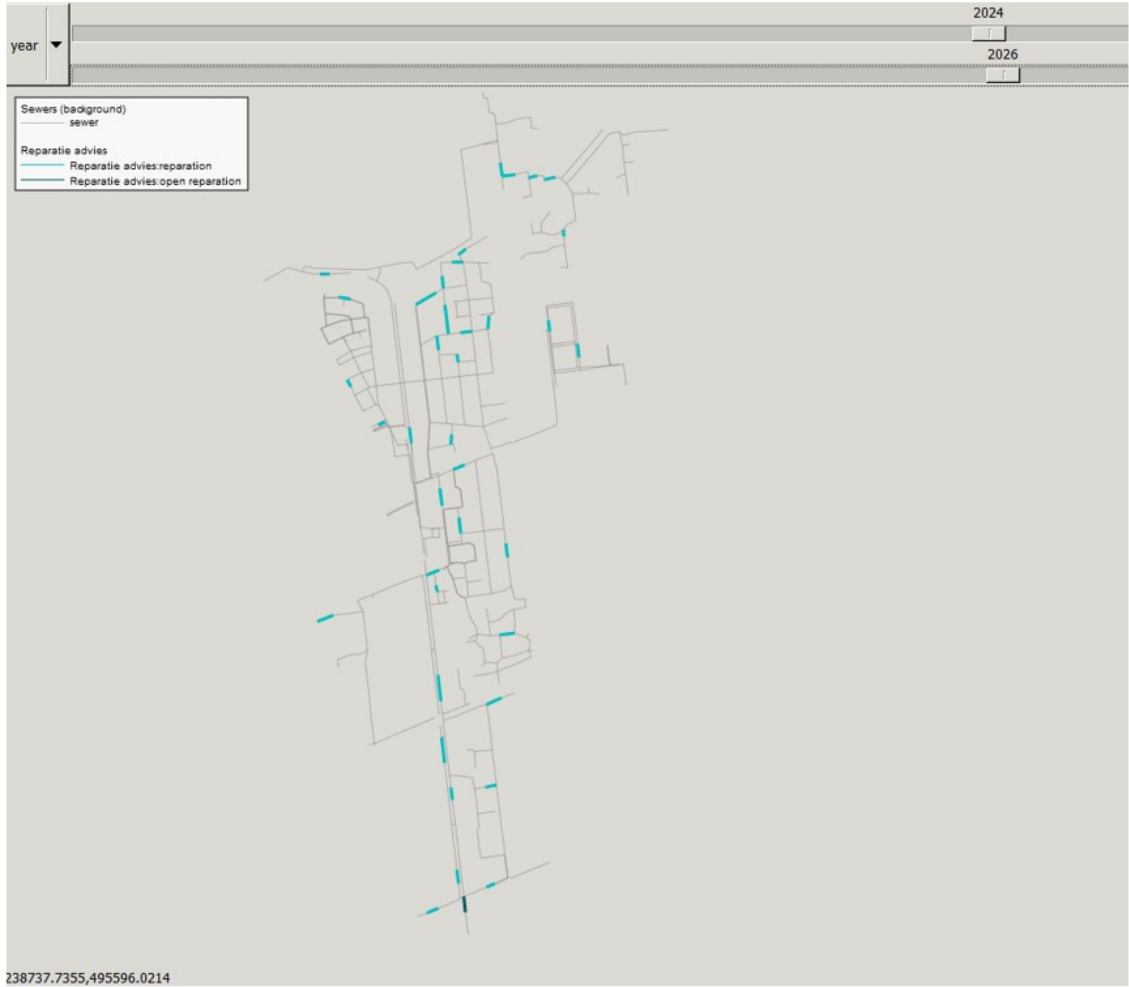 2024
year
2026
Sewers (background)
sewer
Reparatie advies
Reparatie advies:reparation
Reparatie advies:open reparation
238737.7355,495596.0214